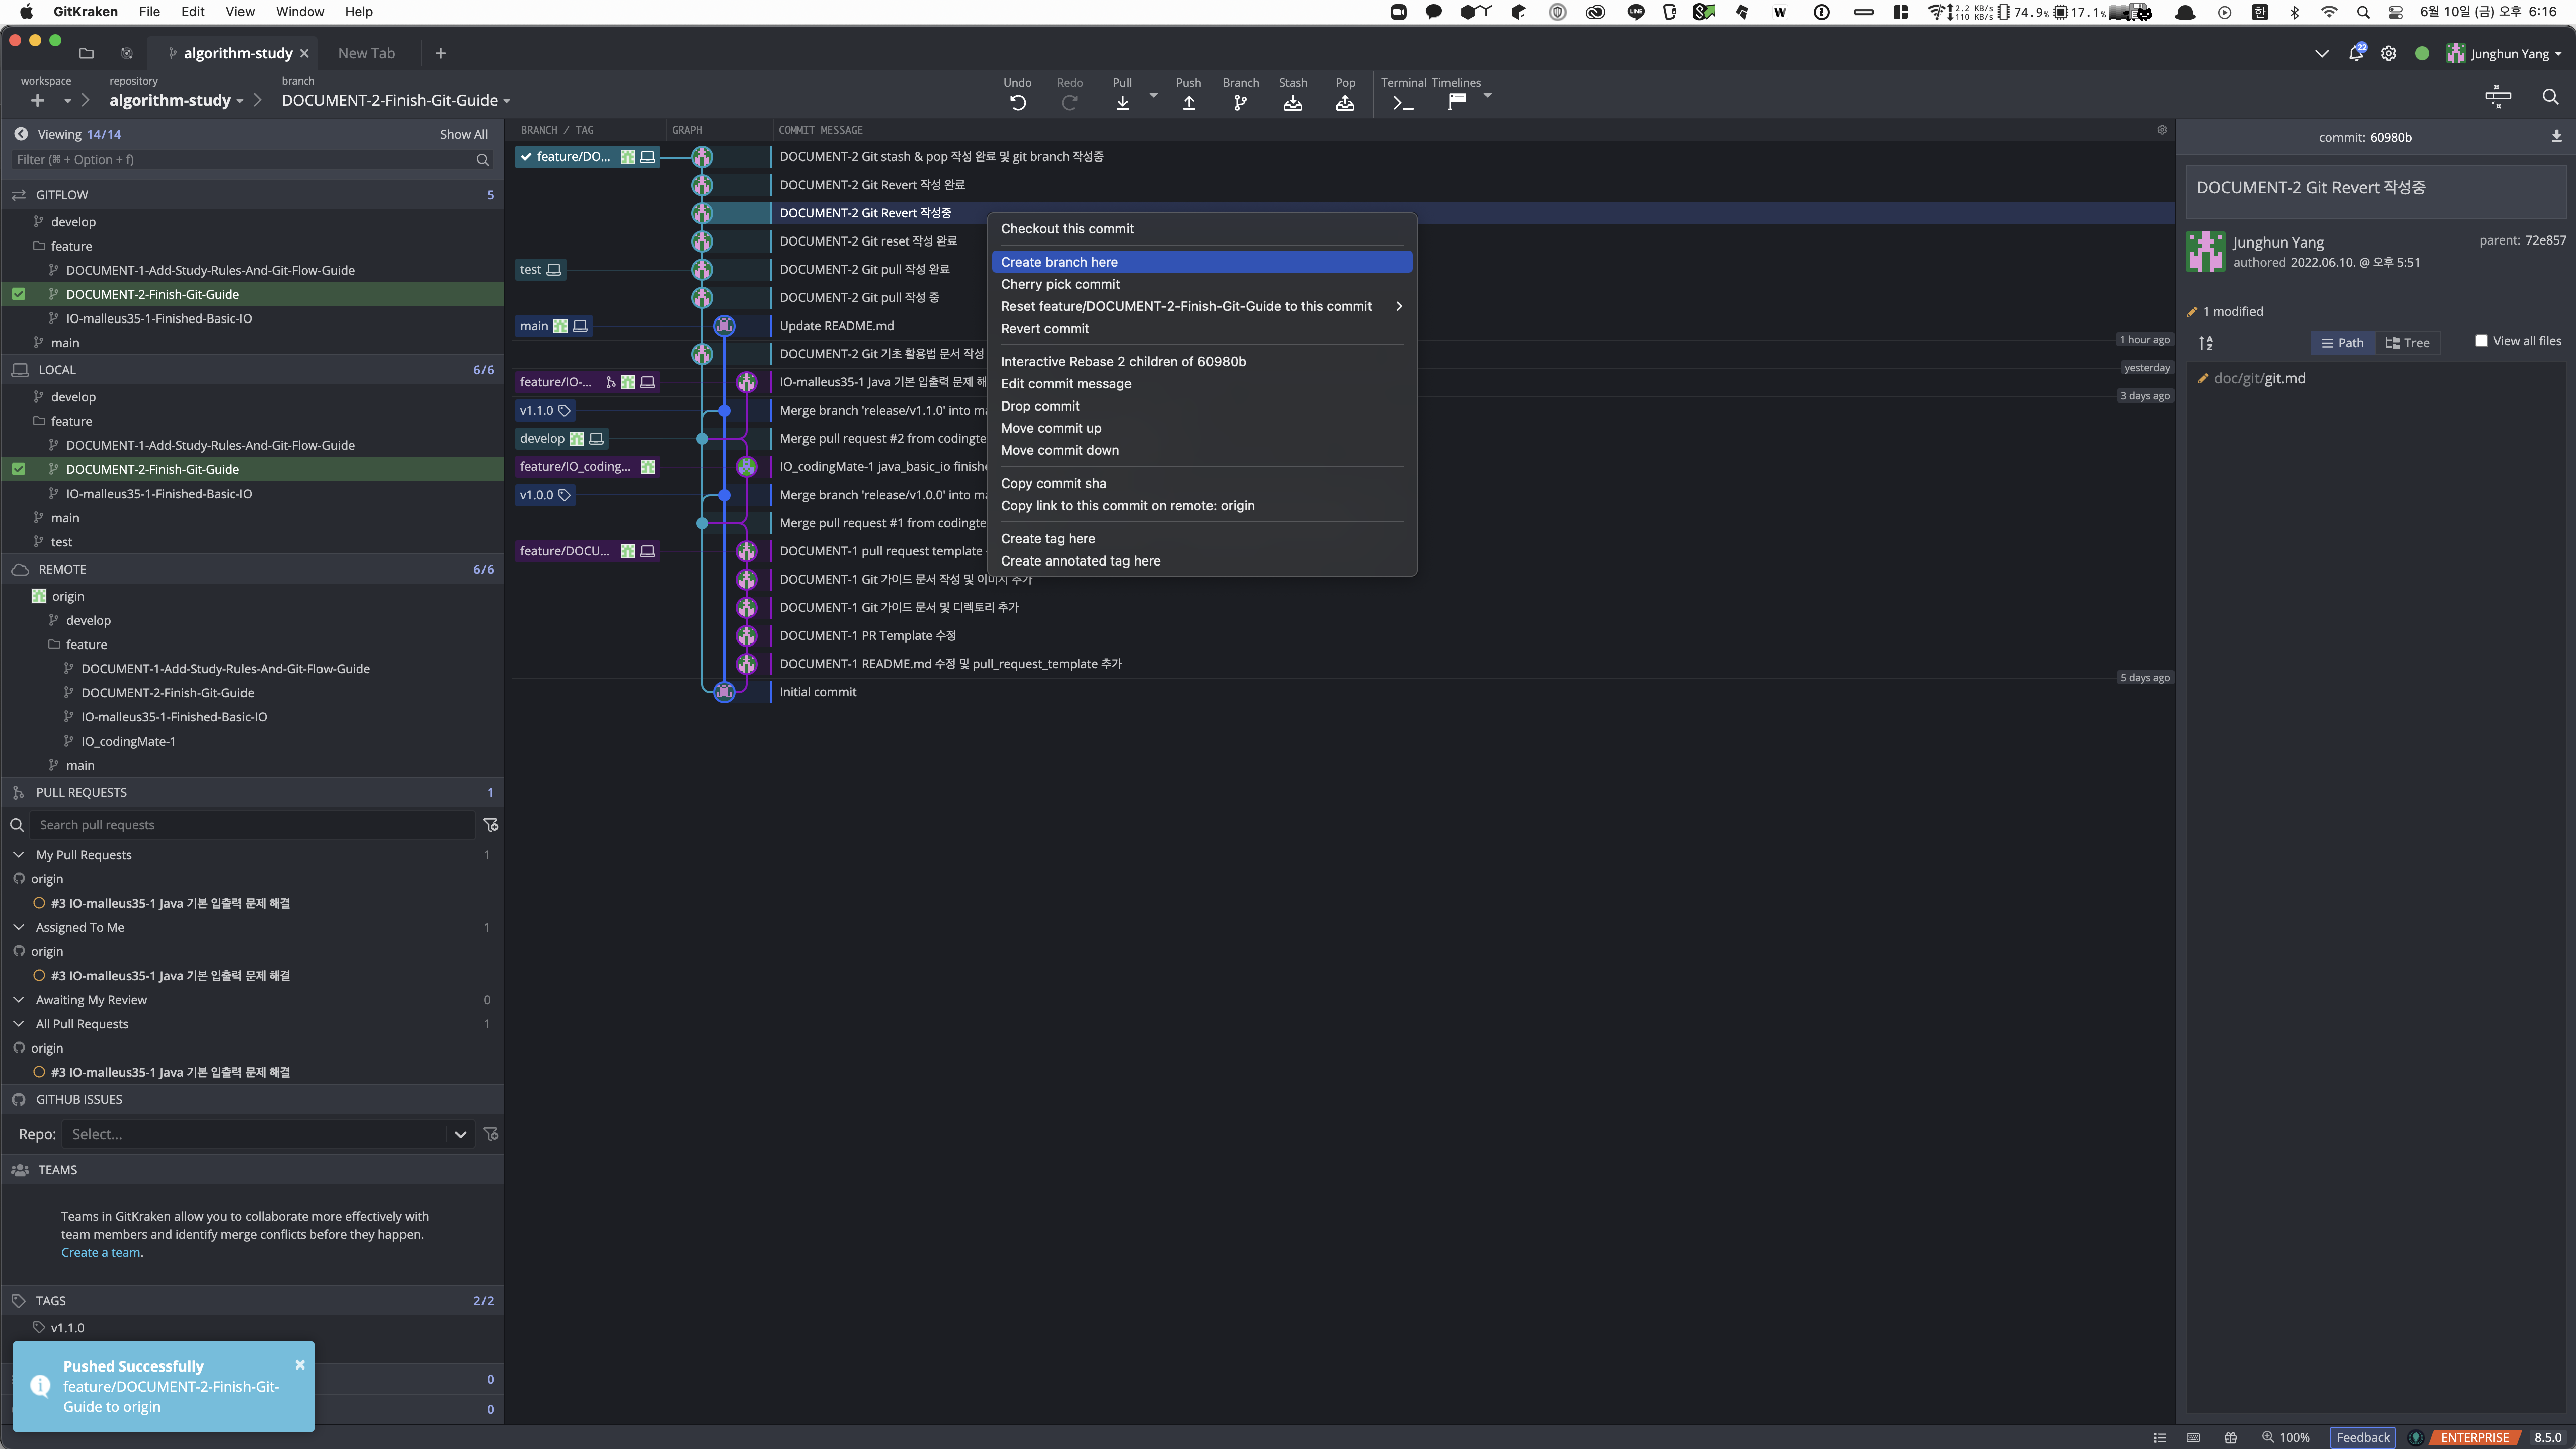 GitKraken File Edit View Window Help
2.2 KB/s 110 KB/s 74.9% 17.1% 한 6월 10일 (금) 오후 6:16
algorithm-study New Tab
22 Junghun Yang
workspace repository branch
algorithm-study DOCUMENT-2-Finish-Git-Guide
Undo Redo Pull Push Branch Stash Pop Terminal Timelines
Viewing 14/14 Show All
Filter (⌘ + Option + f)
GITFLOW 5
develop
feature
DOCUMENT-1-Add-Study-Rules-And-Git-Flow-Guide
DOCUMENT-2-Finish-Git-Guide
IO-malleus35-1-Finished-Basic-IO
main
LOCAL 6/6
develop
feature
DOCUMENT-1-Add-Study-Rules-And-Git-Flow-Guide
DOCUMENT-2-Finish-Git-Guide
IO-malleus35-1-Finished-Basic-IO
main
test
REMOTE 6/6
origin
develop
feature
DOCUMENT-1-Add-Study-Rules-And-Git-Flow-Guide
DOCUMENT-2-Finish-Git-Guide
IO-malleus35-1-Finished-Basic-IO
IO_codingMate-1
main
PULL REQUESTS 1
Search pull requests
My Pull Requests 1
origin
#3 IO-malleus35-1 Java 기본 입출력 문제 해결
Assigned To Me 1
origin
#3 IO-malleus35-1 Java 기본 입출력 문제 해결
Awaiting My Review 0
All Pull Requests 1
origin
#3 IO-malleus35-1 Java 기본 입출력 문제 해결
GITHUB ISSUES
Repo: Select...
TEAMS
Teams in GitKraken allow you to collaborate more effectively with
team members and identify merge conflicts before they happen.
Create a team.
TAGS 2/2
v1.1.0
0
0
Pushed Successfully
feature/DOCUMENT-2-Finish-Git-
Guide to origin
BRANCH / TAG GRAPH COMMIT MESSAGE
feature/DO... DOCUMENT-2 Git stash & pop 작성 완료 및 git branch 작성중
DOCUMENT-2 Git Revert 작성 완료
DOCUMENT-2 Git Revert 작성중
DOCUMENT-2 Git reset 작성 완료
test DOCUMENT-2 Git pull 작성 완료
DOCUMENT-2 Git pull 작성 중
main Update README.md
1 hour ago
DOCUMENT-2 Git 기초 활용법 문서 작성
yesterday
feature/IO-... IO-malleus35-1 Java 기본 입출력 문제 해
3 days ago
v1.1.0 Merge branch 'release/v1.1.0' into ma
develop Merge pull request #2 from codingte
feature/IO_coding... IO_codingMate-1 java_basic_io finishe
v1.0.0 Merge branch 'release/v1.0.0' into ma
Merge pull request #1 from codingte
feature/DOCU... DOCUMENT-1 pull request template
DOCUMENT-1 Git 가이드 문서 작성 및 이미지 추가
DOCUMENT-1 Git 가이드 문서 및 디렉토리 추가
DOCUMENT-1 PR Template 수정
DOCUMENT-1 README.md 수정 및 pull_request_template 추가
5 days ago
Initial commit
Checkout this commit
Create branch here
Cherry pick commit
Reset feature/DOCUMENT-2-Finish-Git-Guide to this commit
Revert commit
Interactive Rebase 2 children of 60980b
Edit commit message
Drop commit
Move commit up
Move commit down
Copy commit sha
Copy link to this commit on remote: origin
Create tag here
Create annotated tag here
commit: 60980b
DOCUMENT-2 Git Revert 작성중
Junghun Yang parent: 72e857
authored 2022.06.10. @ 오후 5:51
1 modified
Path Tree View all files
doc/git/git.md
100% Feedback ENTERPRISE 8.5.0